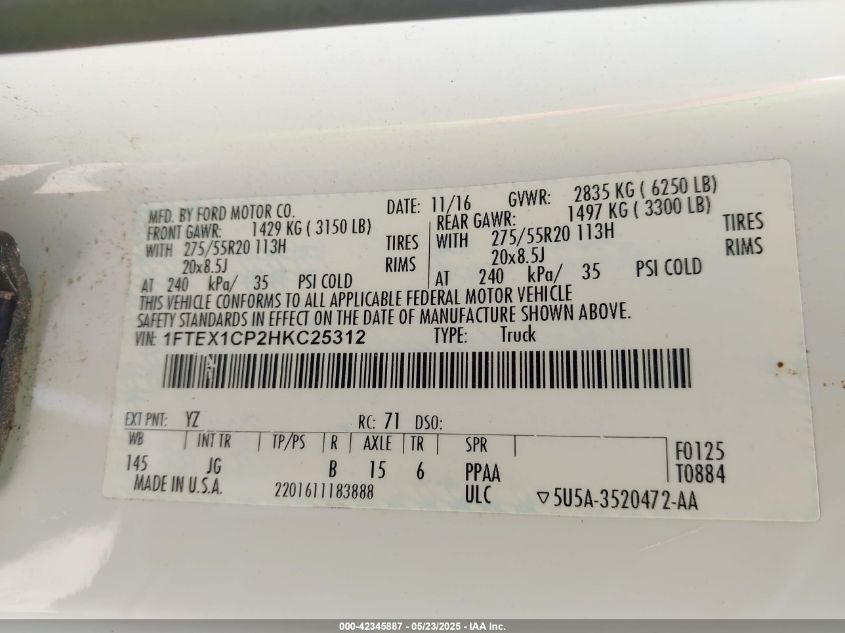 MFD. BY FORD MOTOR CO. DATE: 11/16 GVWR: 2835 KG ( 6250 LB)
FRONT GAWR: 1429 KG ( 3150 LB) REAR GAWR: 1497 KG ( 3300 LB)
WITH 275/55R20 113H TIRES WITH 275/55R20 113H TIRES
20x8.5J RIMS 20x8.5J RIMS
AT 240 kPa/ 35 PSI COLD AT 240 kPa/ 35 PSI COLD
THIS VEHICLE CONFORMS TO ALL APPLICABLE FEDERAL MOTOR VEHICLE
SAFETY STANDARDS IN EFFECT ON THE DATE OF MANUFACTURE SHOWN ABOVE.
VIN: 1FTEX1CP2HKC25312 TYPE: Truck
EXT PNT: YZ RC: 71 DSO:
WB INT TR TP/PS R AXLE TR SPR F0125
145 JG B 15 6 PPAA T0884
MADE IN U.S.A. 2201611183888 ULC ▽5U5A-3520472-AA
000-42345887 - 05/23/2025 - IAA Inc.